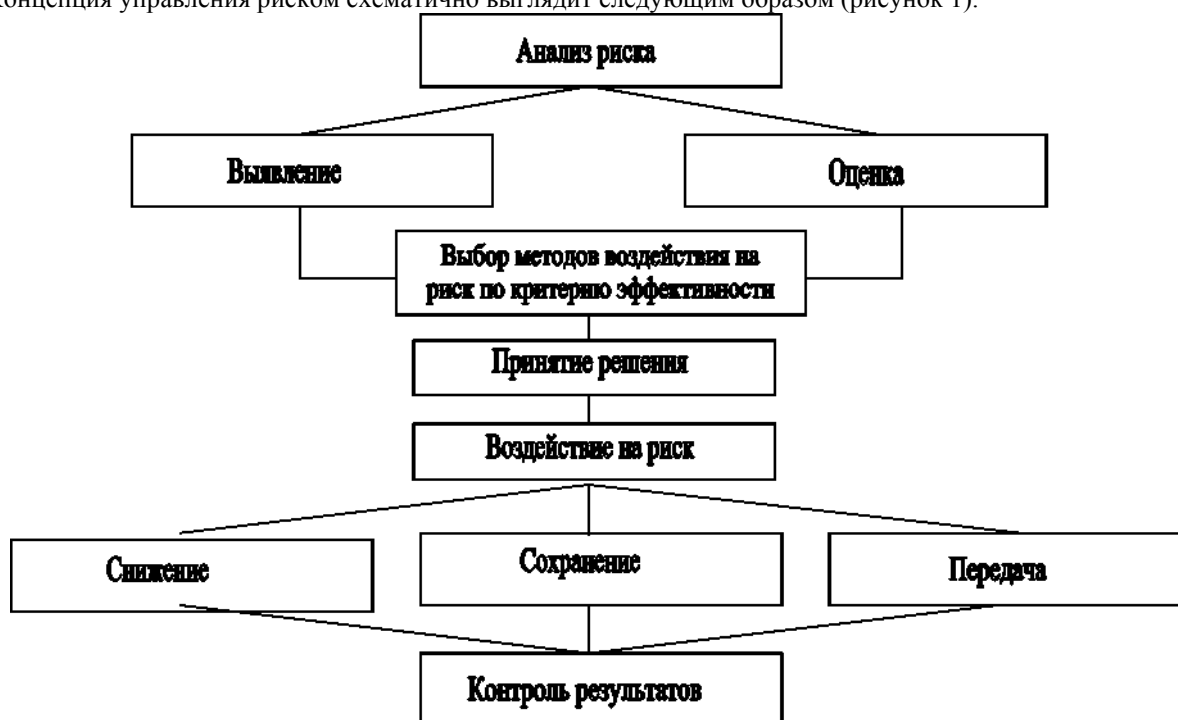 концепция управления риском схематично выглядит следующим образом (рисунок 1).
Анализ риска
Выявление
Оценка
Выбор методов воздействия на
риск по критерию эффективности
Принятие решения
Воздействие на риск
Снижение
Сохранение
Передача
Контроль результатов